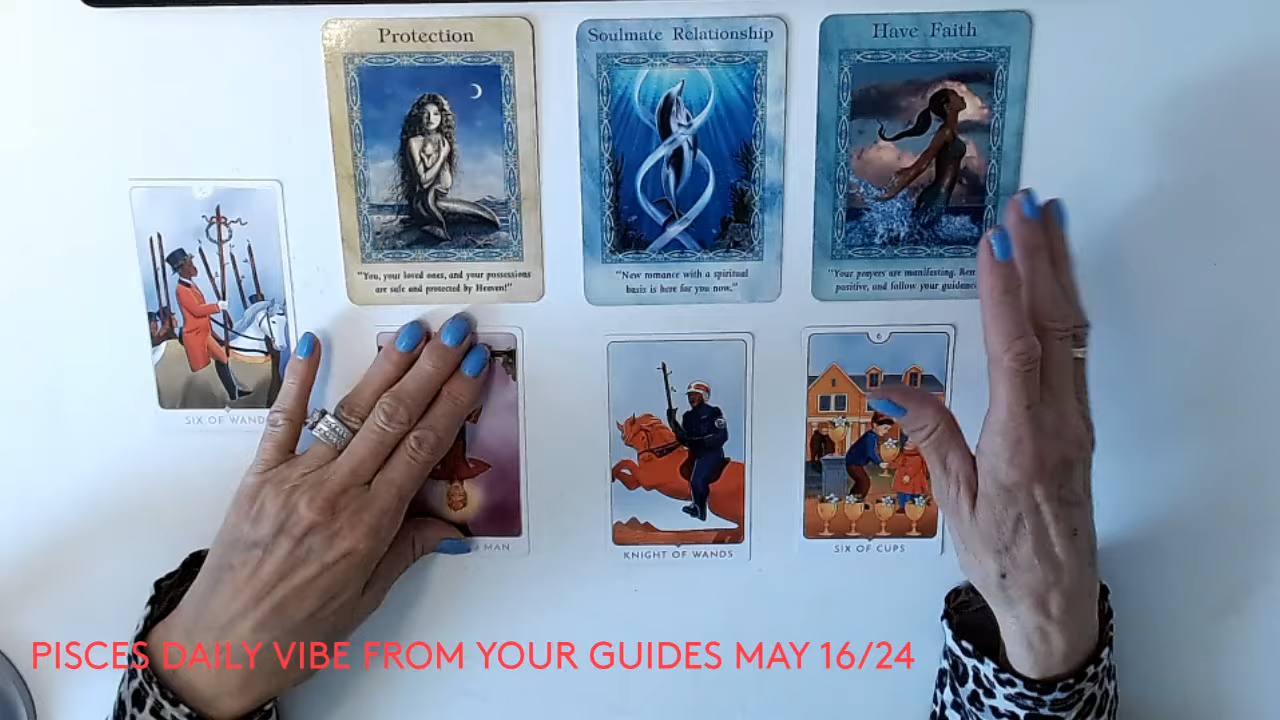 Protection
"You, your loved ones, and your possessions
are safe and protected by Heaven!"
Soulmate Relationship
"New romance with a spiritual
basis is here for you now."
Have Faith
"Your prayers are manifesting.
positive, and follow your
SIX OF
MAN
KNIGHT OF WANDS
6
SIX OF CUPS
PISCES DAILY VIBE FROM YOUR GUIDES MAY 16/24